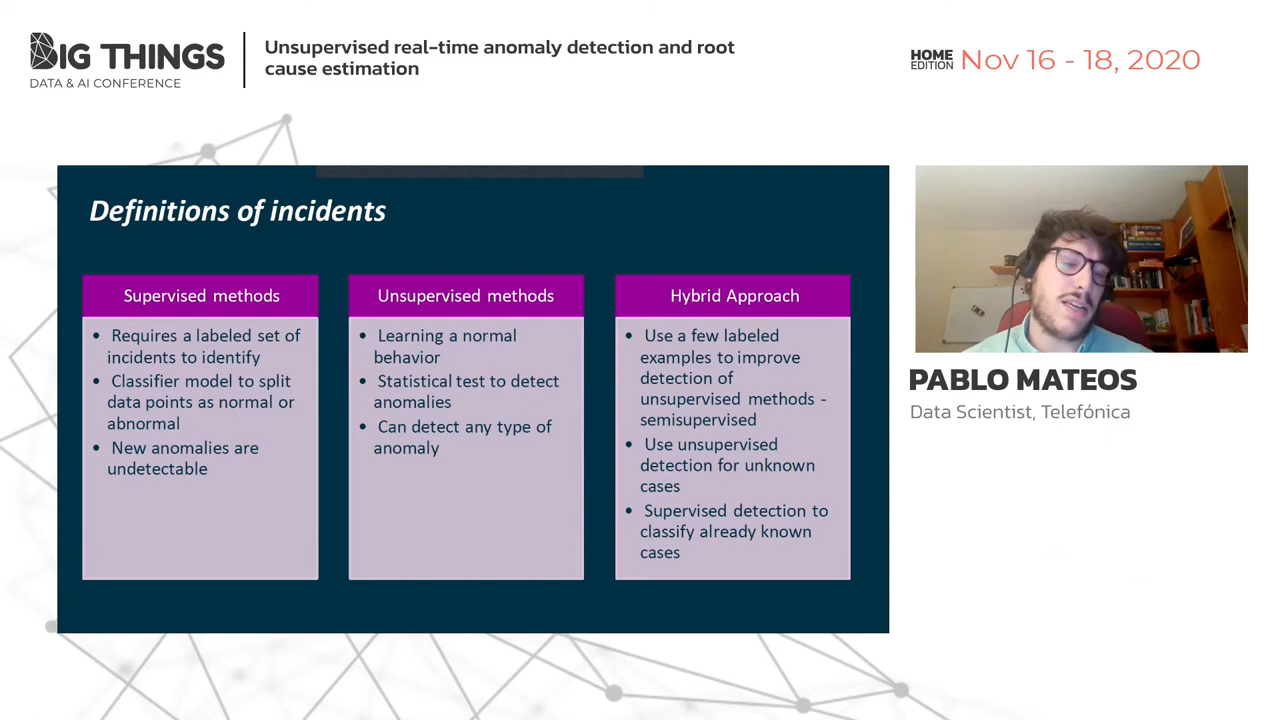 BIG THINGS
DATA & AI CONFERENCE
Unsupervised real-time anomaly detection and root
cause estimation
HOME
EDITION
Nov 16 - 18, 2020
Definitions of incidents
Supervised methods
• Requires a labeled set of
incidents to identify
• Classifier model to split
data points as normal or
abnormal
• New anomalies are
undetectable
Unsupervised methods
• Learning a normal
behavior
• Statistical test to detect
anomalies
• Can detect any type of
anomaly
Hybrid Approach
• Use a few labeled
examples to improve
detection of
unsupervised methods -
semisupervised
• Use unsupervised
detection for unknown
cases
• Supervised detection to
classify already known
cases
PABLO MATEOS
Data Scientist, Telefónica